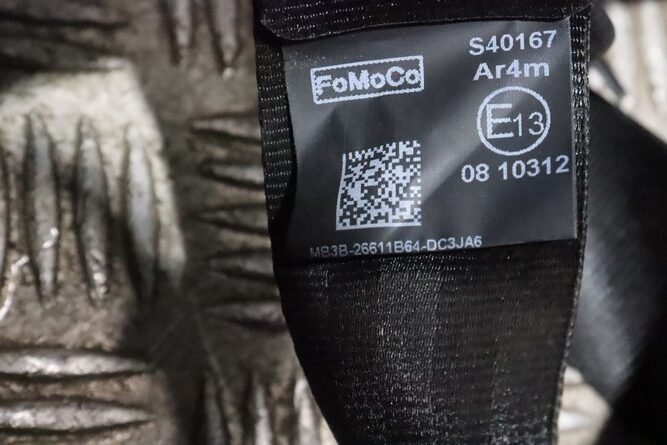 S40167
FoMoCo
Ar4m
E13
08 10312
MB3B-26611B64-DC3JA6